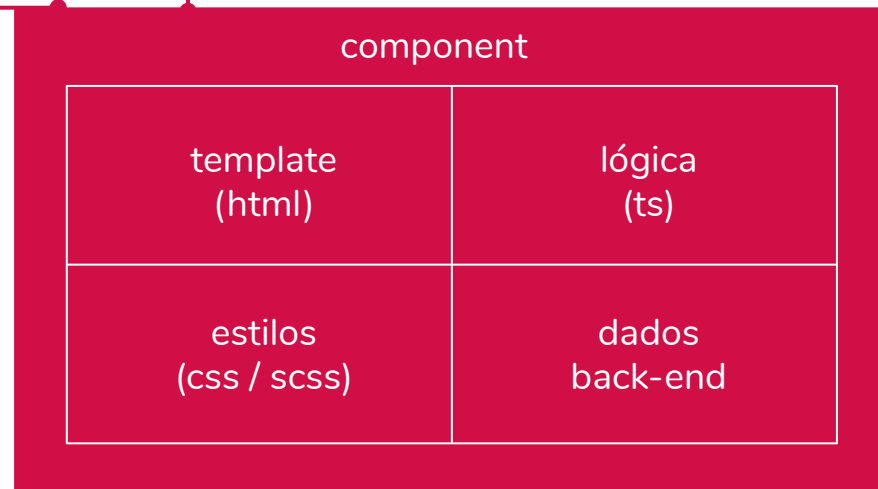 component
template
(html)
lógica
(ts)
estilos
(css / scss)
dados
back-end